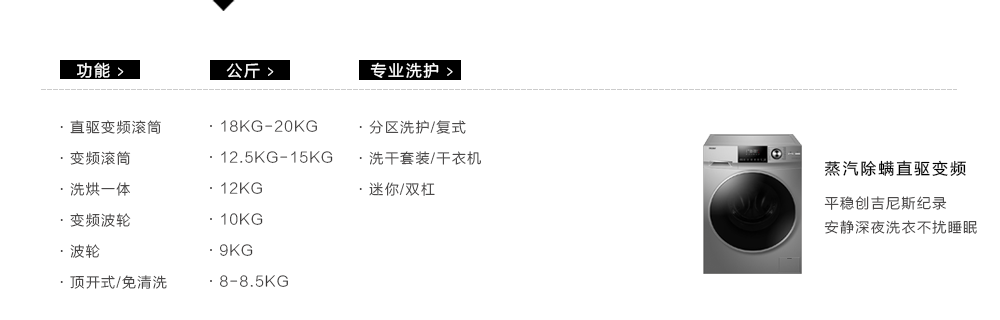 功能 >
· 直驱变频滚筒
· 变频滚筒
· 洗烘一体
· 变频波轮
· 波轮
· 顶开式/免清洗
公斤 >
· 18KG-20KG
· 12.5KG-15KG
· 12KG
· 10KG
· 9KG
· 8-8.5KG
专业洗护 >
· 分区洗护/复式
· 洗干套装/干衣机
· 迷你/双杠
蒸汽除螨直驱变频
平稳创吉尼斯纪录
安静深夜洗衣不扰睡眠